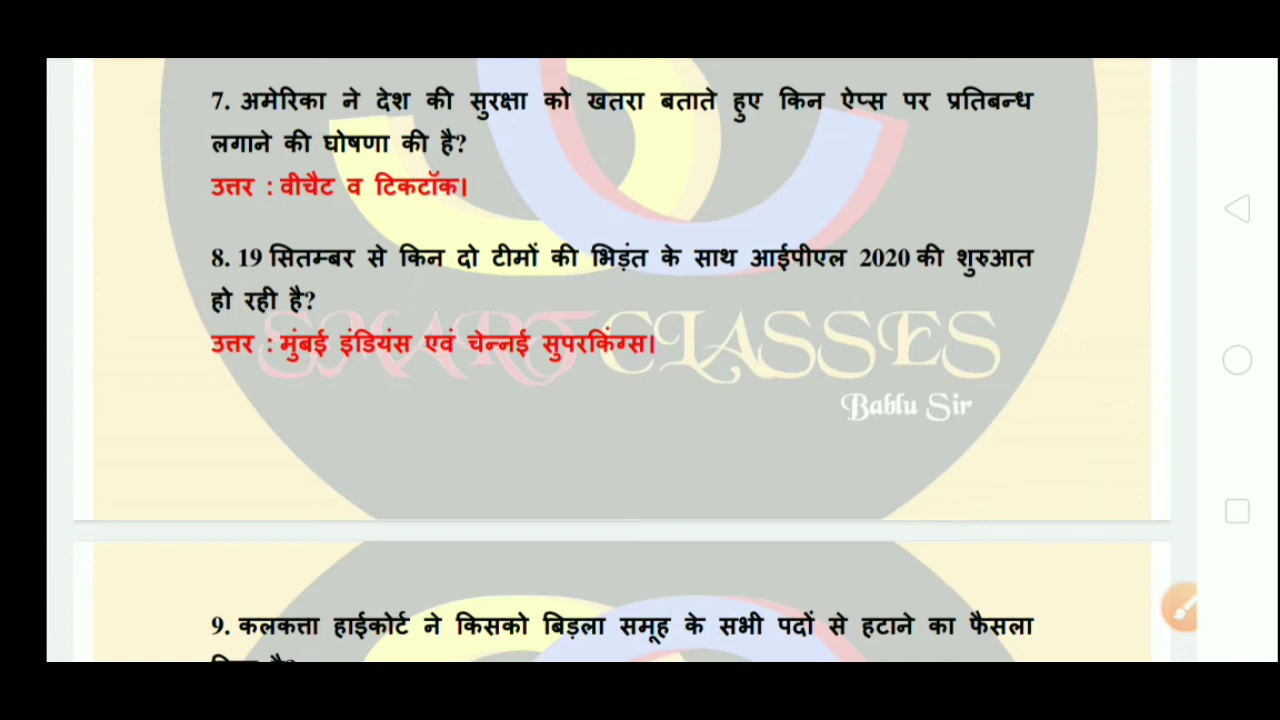 7. अमेरिका ने देश की सुरक्षा को खतरा बताते हुए किन ऐप्स पर प्रतिबन्ध
लगाने की घोषणा की है?
उत्तर : वीचैट व टिकटॉक।
8. 19 सितम्बर से किन दो टीमों की भिड़ंत के साथ आईपीएल 2020 की शुरुआत
हो रही है?
उत्तर : मुंबई इंडियंस एवं चेन्नई सुपरकिंग्स।
SMART CLASSES
Bablu Sir
9. कलकत्ता हाईकोर्ट ने किसको बिड़ला समूह के सभी पदों से हटाने का फैसला